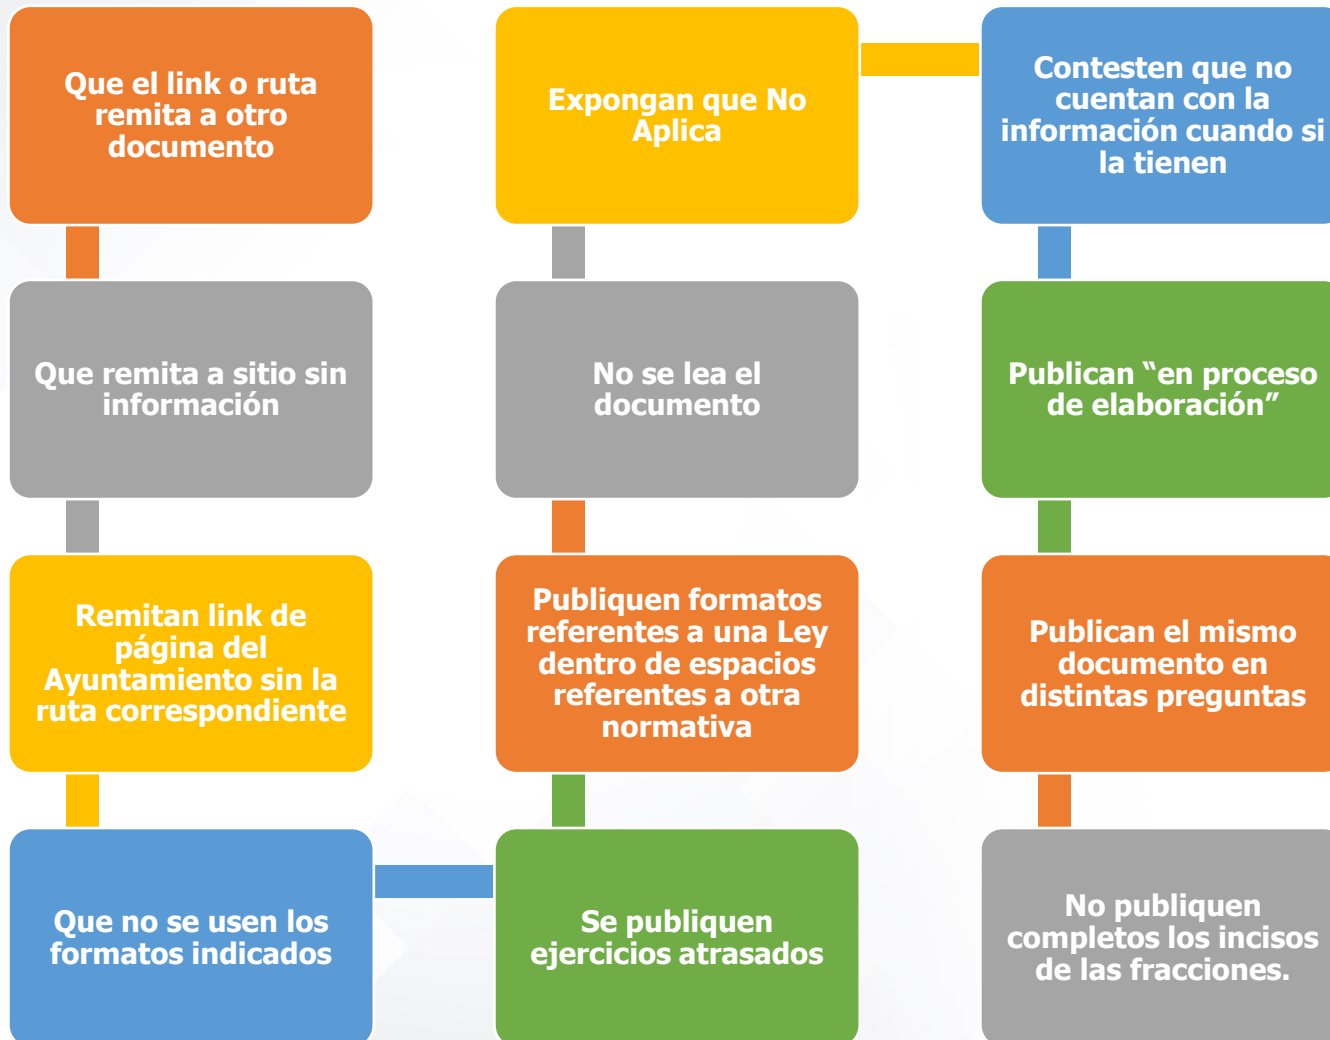 Que el link o ruta
remita a otro
documento
Que remita a sitio sin
información
Remitan link de
página del
Ayuntamiento sin la
ruta correspondiente
Que no se usen los
formatos indicados
Se publiquen
ejercicios atrasados
Publiquen formatos
referentes a una Ley
dentro de espacios
referentes a otra
normativa
No se lea el
documento
Expongan que No
Aplica
Contesten que no
cuentan con la
información cuando si
la tienen
Publican “en proceso
de elaboración”
Publican el mismo
documento en
distintas preguntas
No publiquen
completos los incisos
de las fracciones.